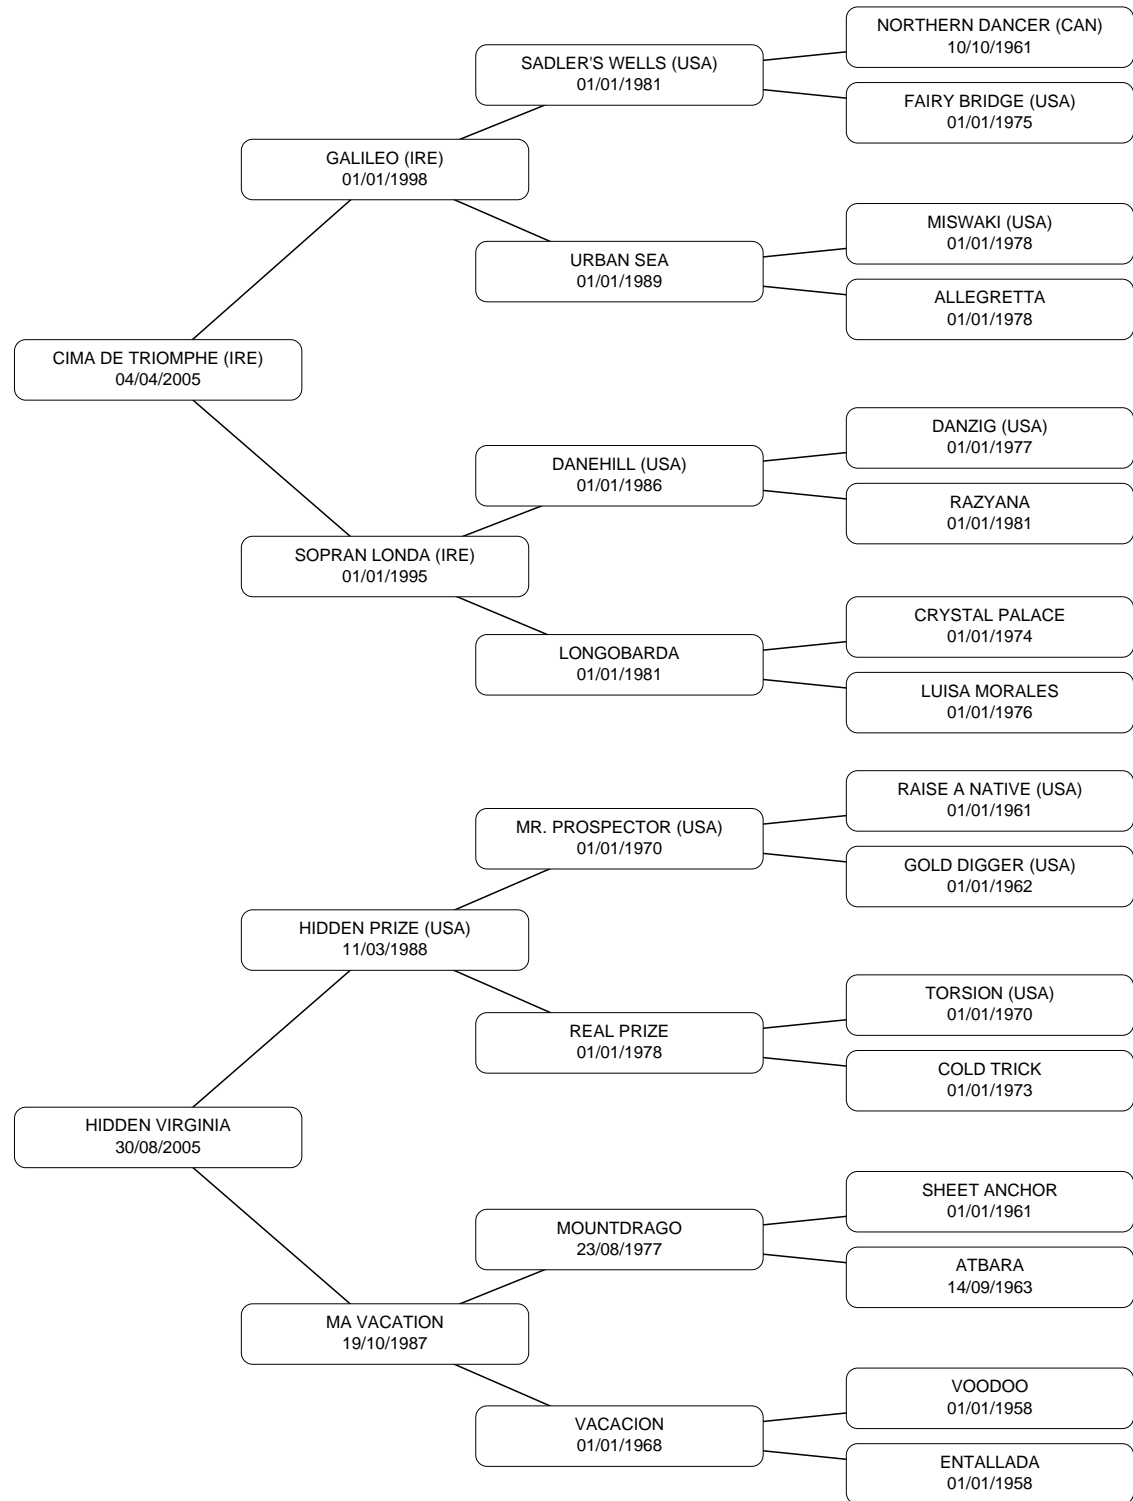 NORTHERN DANCER (CAN)
10/10/1961
SADLER'S WELLS (USA)
01/01/1981
FAIRY BRIDGE (USA)
01/01/1975
GALILEO (IRE)
01/01/1998
MISWAKI (USA)
01/01/1978
URBAN SEA
01/01/1989
ALLEGRETTA
01/01/1978
CIMA DE TRIOMPHE (IRE)
04/04/2005
DANZIG (USA)
01/01/1977
DANEHILL (USA)
01/01/1986
RAZYANA
01/01/1981
SOPRAN LONDA (IRE)
01/01/1995
CRYSTAL PALACE
01/01/1974
LONGOBARDA
01/01/1981
LUISA MORALES
01/01/1976
RAISE A NATIVE (USA)
01/01/1961
MR. PROSPECTOR (USA)
01/01/1970
GOLD DIGGER (USA)
01/01/1962
HIDDEN PRIZE (USA)
11/03/1988
TORSION (USA)
01/01/1970
REAL PRIZE
01/01/1978
COLD TRICK
01/01/1973
HIDDEN VIRGINIA
30/08/2005
SHEET ANCHOR
01/01/1961
MOUNTDRAGO
23/08/1977
ATBARA
14/09/1963
MA VACATION
19/10/1987
VOODOO
01/01/1958
VACACION
01/01/1968
ENTALLADA
01/01/1958